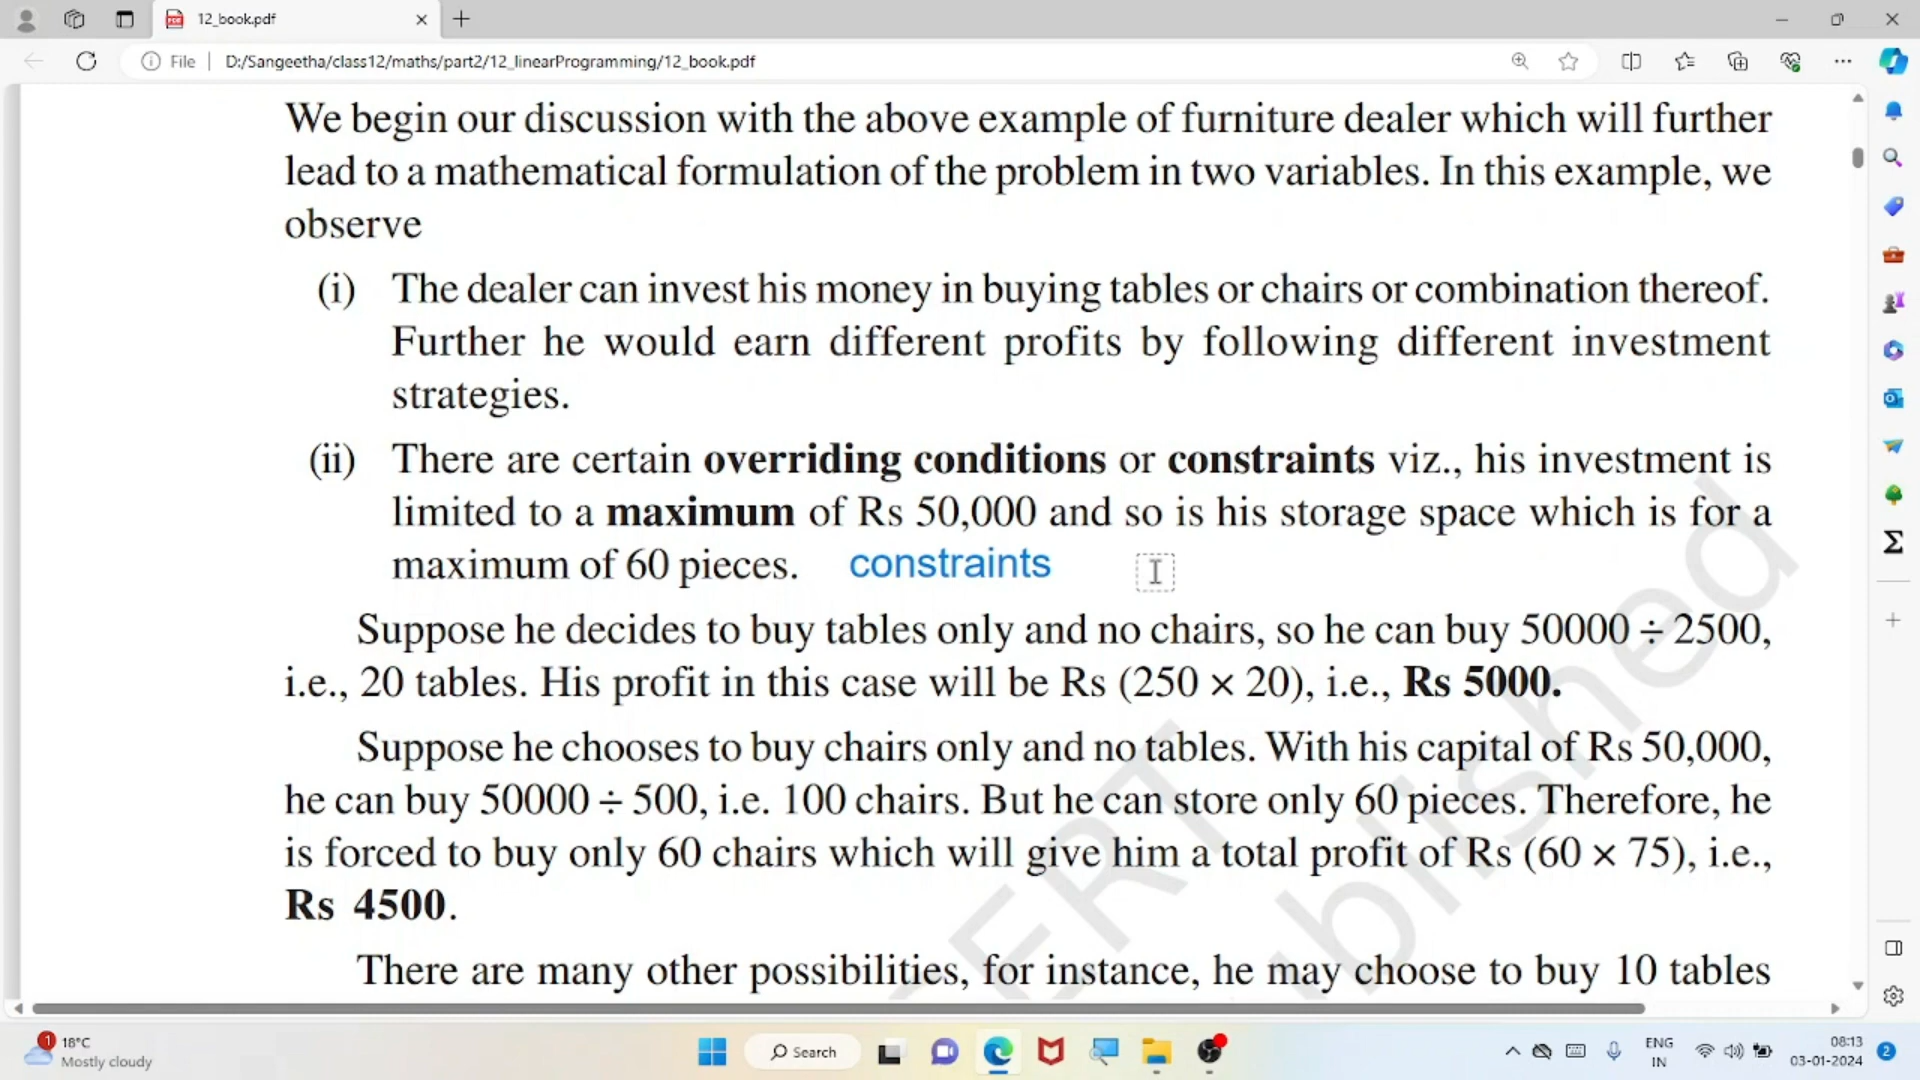 12_book.pdf
File
D:/Sangeetha/class12/maths/part2/12_linearProgramming/12_book.pdf
We begin our discussion with the above example of furniture dealer which will further
lead to a mathematical formulation of the problem in two variables. In this example, we
observe
(i) The dealer can invest his money in buying tables or chairs or combination thereof.
Further he would earn different profits by following different investment
strategies.
(ii) There are certain overriding conditions or constraints viz., his investment is
limited to a maximum of Rs 50,000 and so is his storage space which is for a
maximum of 60 pieces. constraints
Suppose he decides to buy tables only and no chairs, so he can buy 50000 ÷ 2500,
i.e., 20 tables. His profit in this case will be Rs (250 × 20), i.e., Rs 5000.
Suppose he chooses to buy chairs only and no tables. With his capital of Rs 50,000,
he can buy 50000 ÷ 500, i.e. 100 chairs. But he can store only 60 pieces. Therefore, he
is forced to buy only 60 chairs which will give him a total profit of Rs (60 × 75), i.e.,
Rs 4500.
There are many other possibilities, for instance, he may choose to buy 10 tables
1
18°C
Mostly cloudy
Search
ENG
IN
08:13
03-01-2024
2